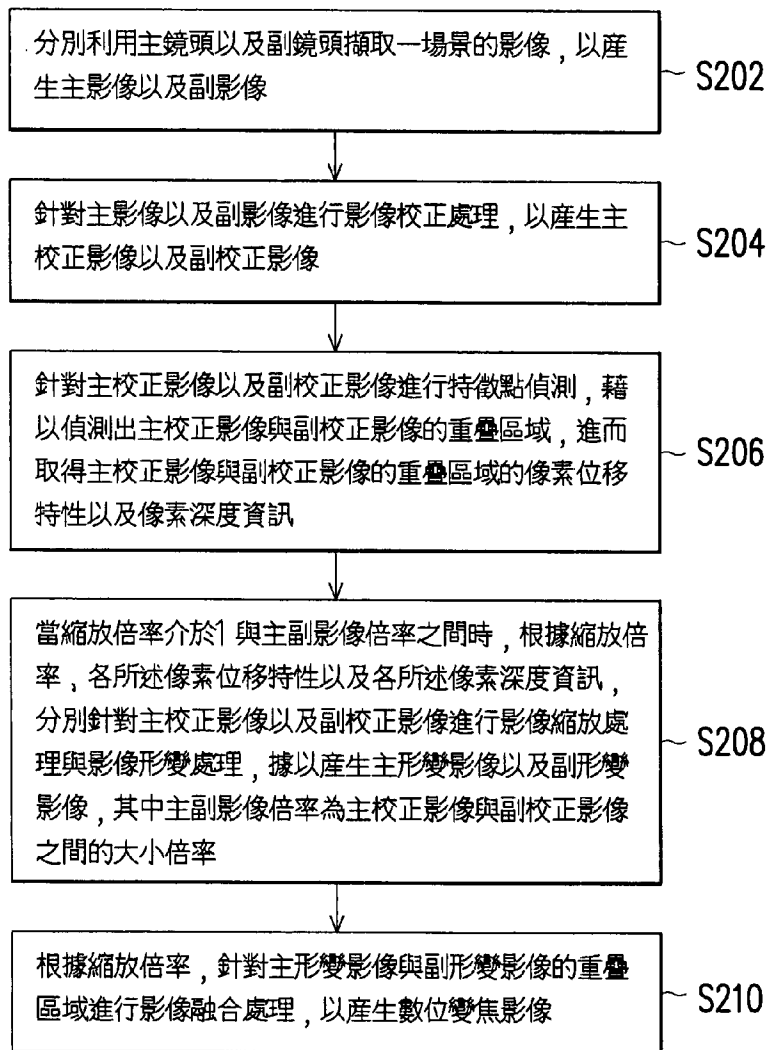 分別利用主鏡頭以及副鏡頭擷取一場景的影像,以產
生主影像以及副影像
S202
針對主影像以及副影像進行影像校正處理,以產生主
校正影像以及副校正影像
S204
針對主校正影像以及副校正影像進行特徵點偵測,藉
以偵測出主校正影像與副校正影像的重疊區域,進而
取得主校正影像與副校正影像的重疊區域的像素位移
特性以及像素深度資訊
S206
當縮放倍率介於1與主副影像倍率之間時,根據縮放倍
率,各所述像素位移特性以及各所述像素深度資訊,
分別針對主校正影像以及副校正影像進行影像縮放處
理與影像形變處理,據以產生主形變影像以及副形變
影像,其中主副影像倍率為主校正影像與副校正影像
之間的大小倍率
S208
根據縮放倍率,針對主形變影像與副形變影像的重疊
區域進行影像融合處理,以產生數位變焦影像
S210